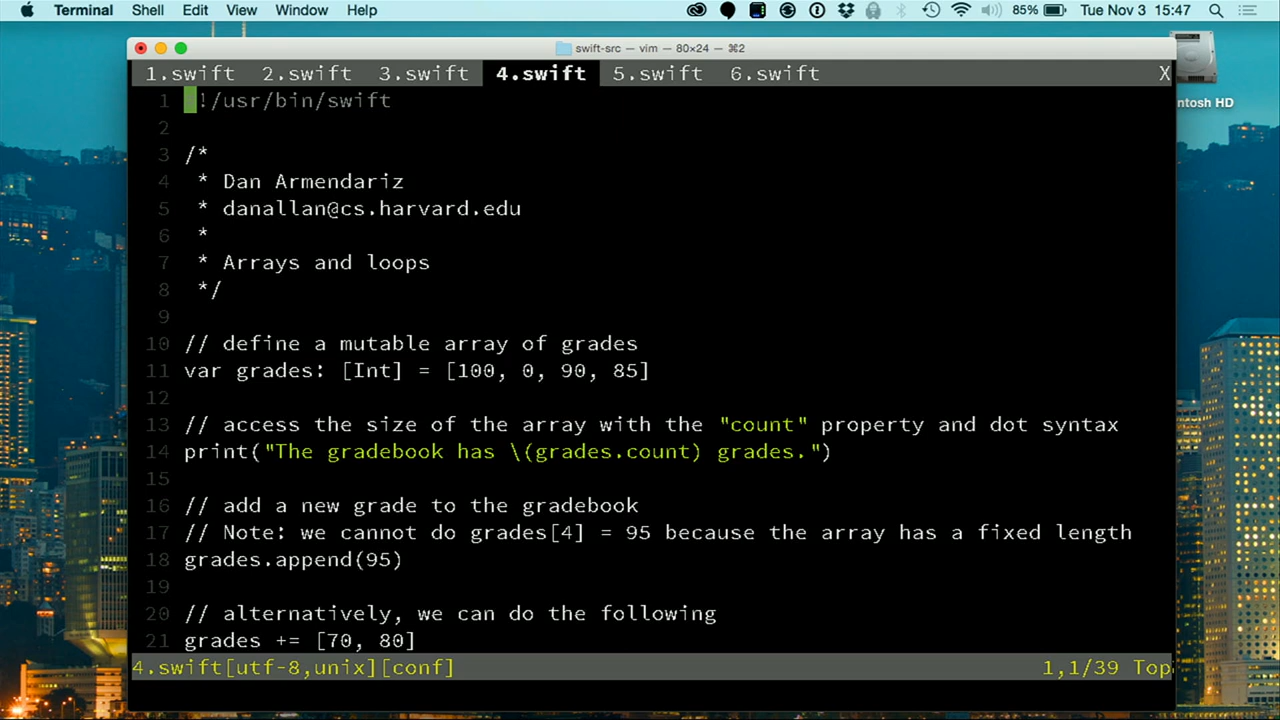 Terminal Shell Edit View Window Help 85% Tue Nov 3 15:47
swift-src — vim — 80×24 — ⌘2
1.swift 2.swift 3.swift 4.swift 5.swift 6.swift X
ntosh HD
1 #!/usr/bin/swift
2
3 /*
4 * Dan Armendariz
5 * danallan@cs.harvard.edu
6 *
7 * Arrays and loops
8 */
9
10 // define a mutable array of grades
11 var grades: [Int] = [100, 0, 90, 85]
12
13 // access the size of the array with the "count" property and dot syntax
14 print("The gradebook has \(grades.count) grades.")
15
16 // add a new grade to the gradebook
17 // Note: we cannot do grades[4] = 95 because the array has a fixed length
18 grades.append(95)
19
20 // alternatively, we can do the following
21 grades += [70, 80]
4.swift[utf-8,unix][conf] 1,1/39 Top